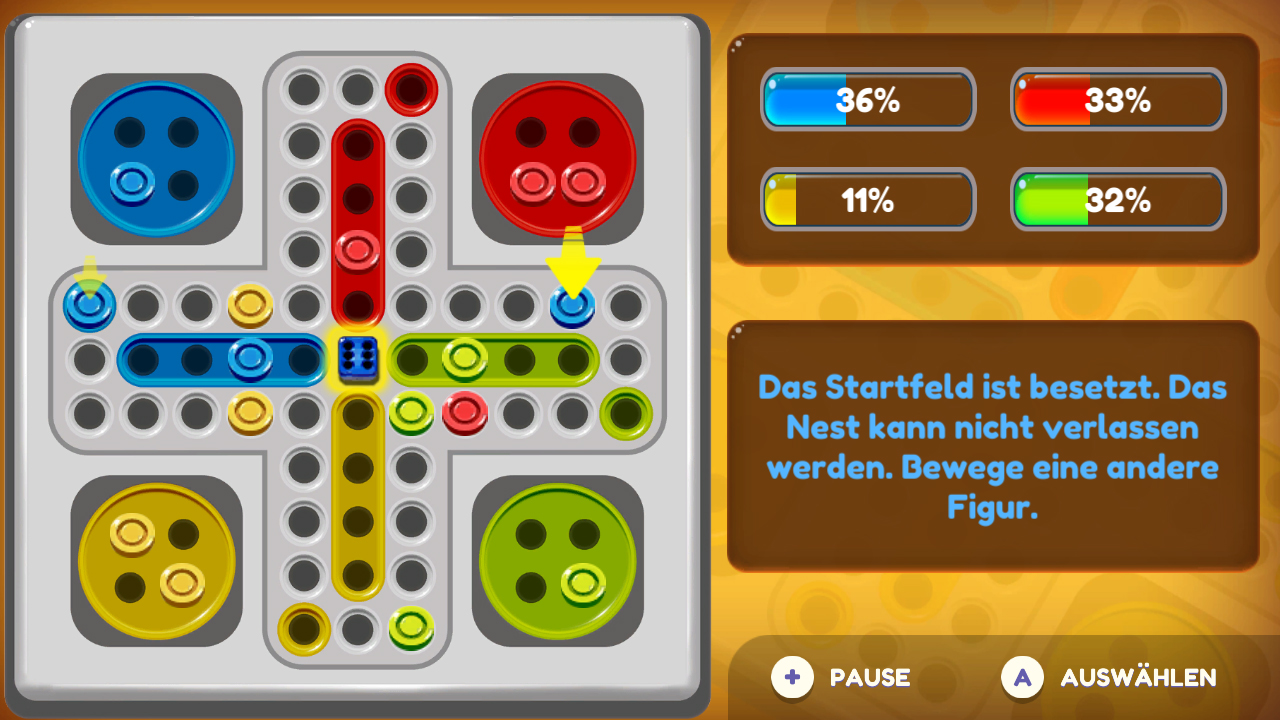 36%
33%
11%
32%
Das Startfeld ist besetzt. Das
Nest kann nicht verlassen
werden. Bewege eine andere
Figur.
+ PAUSE
A AUSWÄHLEN